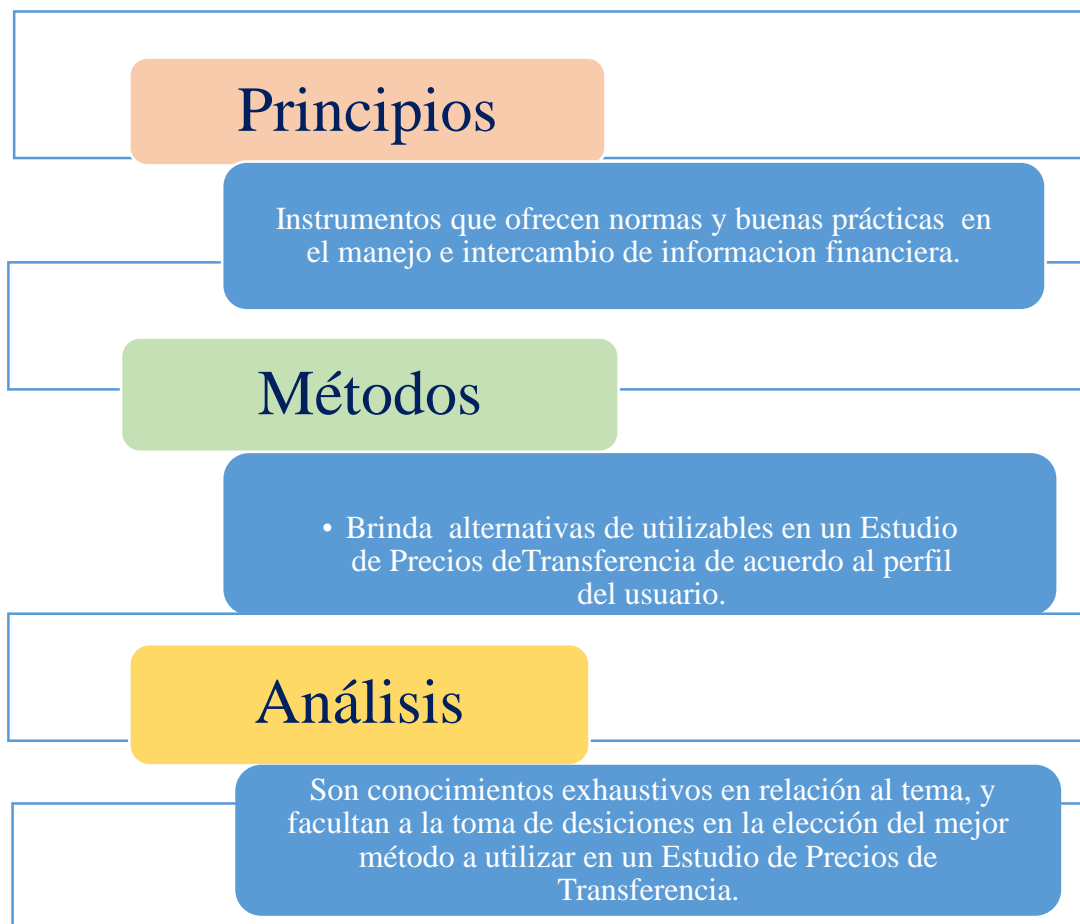 Principios
Instrumentos que ofrecen normas y buenas prácticas  en
el manejo e intercambio de informacion financiera.
Métodos
• Brinda  alternativas de utilizables en un Estudio
de Precios deTransferencia de acuerdo al perfil
del usuario.
Análisis
Son conocimientos exhaustivos en relación al tema, y
facultan a la toma de desiciones en la elección del mejor
método a utilizar en un Estudio de Precios de
Transferencia.